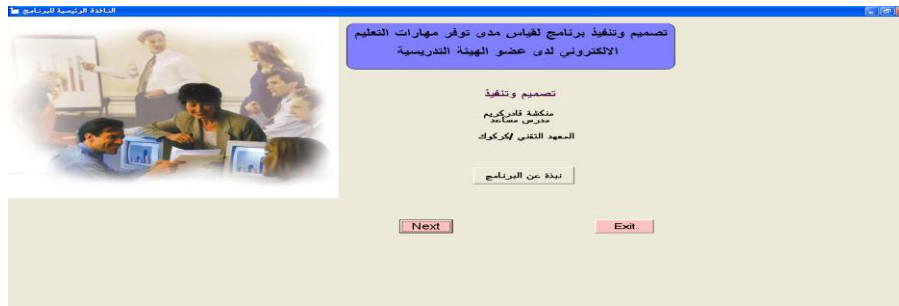 النافذة الرئيسية للبرنامج
تصميم وتنفيذ برنامج لقياس مدى توفر مهارات التعليم
الالكتروني لدى عضو الهيئة التدريسية
تصميم وتنفيذ
منكشة قادركريم
مدرس مساعد
المعهد التقني /كركوك
نبذة عن البرنامج
Next
Exit